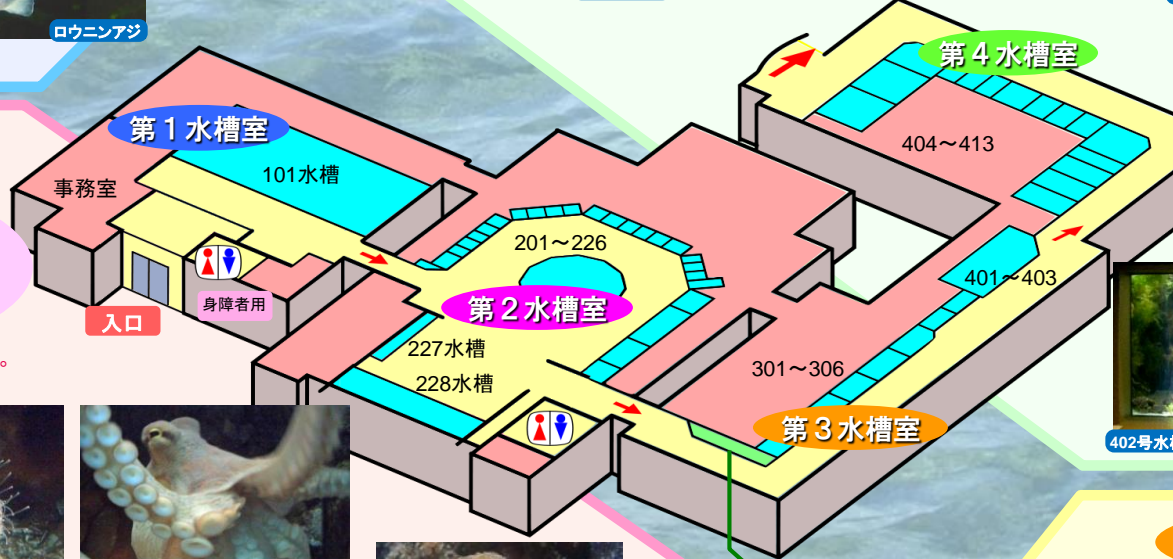 ロウニンアジ
第4水槽室
第1水槽室
404～413
101水槽
事務室
201～226
401～403
身障者用
第2水槽室
入口
227水槽
301～306
228水槽
第3水槽室
。
402号水